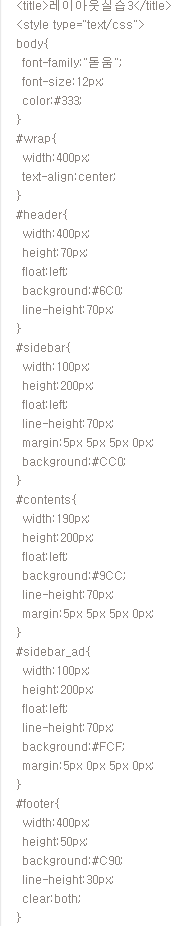 <title>레이아웃실습3</title>
<style type="text/css">
body{
font-family:"돋움";
font-size:12px;
color:#333;
}
#wrap{
width:400px;
text-align:center;
}
#header{
width:400px;
height:70px;
float:left;
background:#6C0;
line-height:70px;
}
#sidebar{
width:100px;
height:200px;
float:left;
line-height:70px;
margin:5px 5px 5px 0px;
background:#CC0;
}
#contents{
width:190px;
height:200px;
float:left;
background:#9CC;
line-height:70px;
margin:5px 5px 5px 0px;
}
#sidebar_ad{
width:100px;
height:200px;
float:left;
line-height:70px;
background:#FCF;
margin:5px 0px 5px 0px;
}
#footer{
width:400px;
height:50px;
background:#C90;
line-height:30px;
clear:both;
}